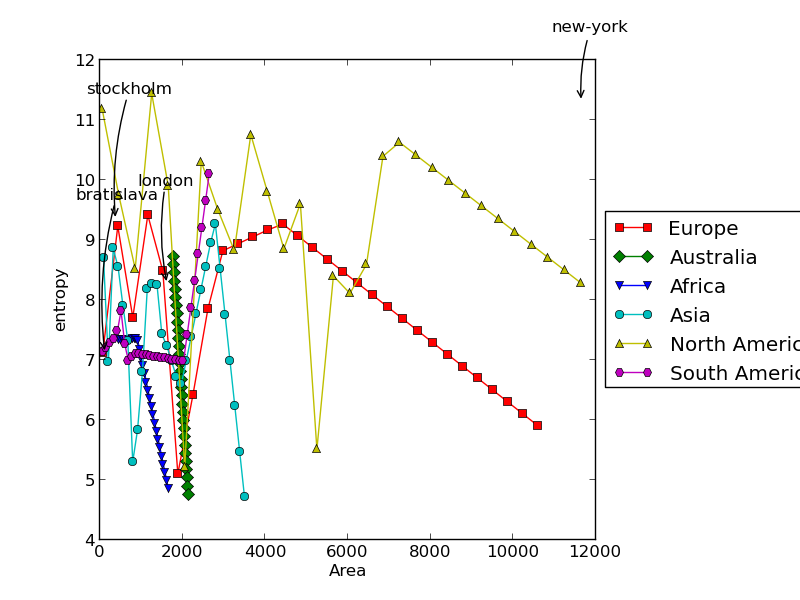 new-york
stockholm
london
bratislava
entropy
12
11
10
9
8
7
6
5
4
0
2000
4000
6000
8000
10000
12000
Area
Europe
Australia
Africa
Asia
North Americ
South Americ